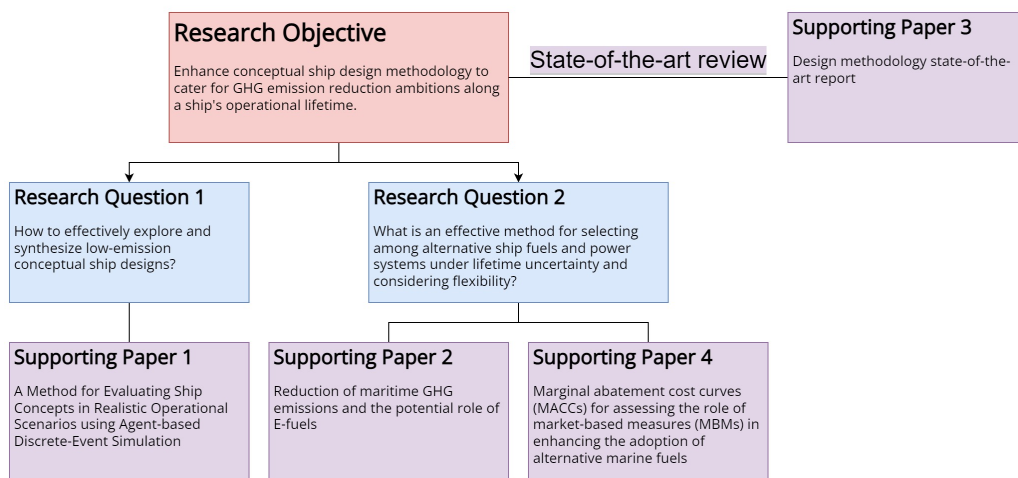 Research Objective
Enhance conceptual ship design methodology to
cater for GHG emission reduction ambitions along
a ship's operational lifetime.
State-of-the-art review
Supporting Paper 3
Design methodology state-of-the-
art report
Research Question 1
How to effectively explore and
synthesize low-emission
conceptual ship designs?
Research Question 2
What is an effective method for selecting
among alternative ship fuels and power
systems under lifetime uncertainty and
considering flexibility?
Supporting Paper 1
A Method for Evaluating Ship
Concepts in Realistic Operational
Scenarios using Agent-based
Discrete-Event Simulation
Supporting Paper 2
Reduction of maritime GHG
emissions and the potential role of
E-fuels
Supporting Paper 4
Marginal abatement cost curves
(MACCs) for assessing the role of
market-based measures (MBMs) in
enhancing the adoption of
alternative marine fuels